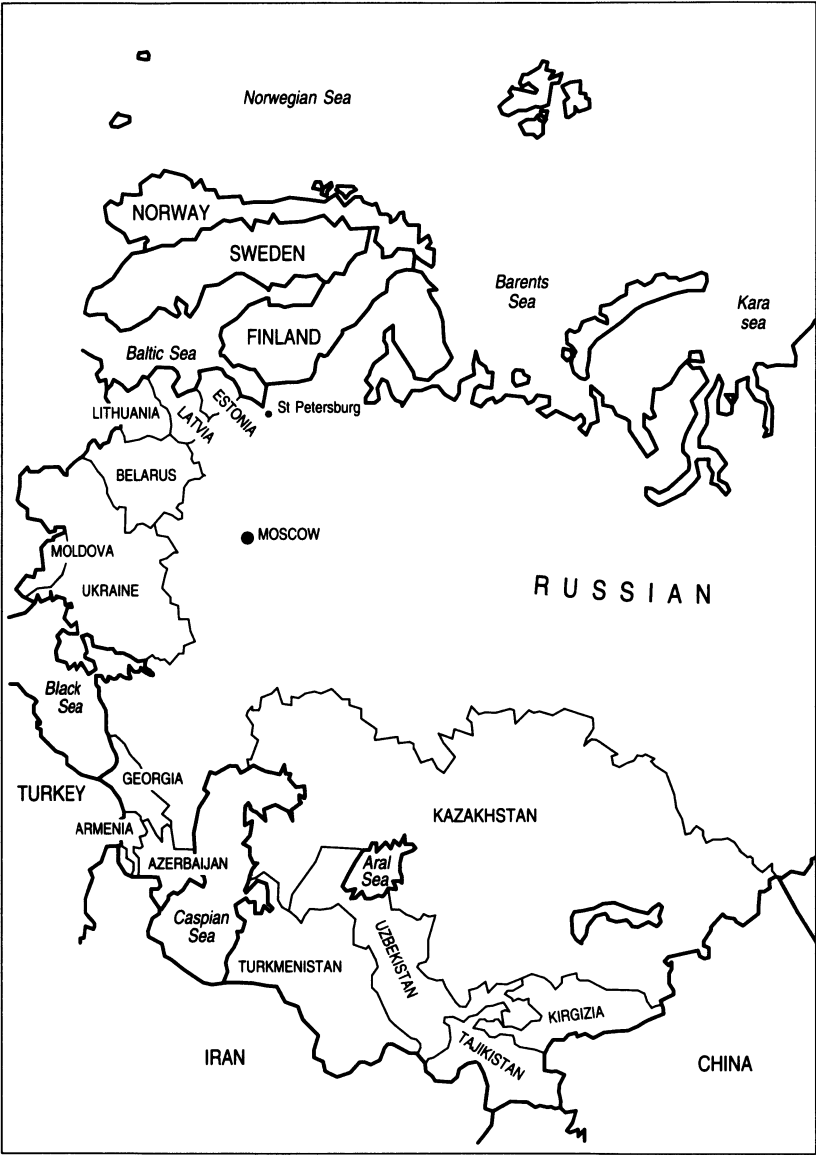 Norwegian Sea
NORWAY
SWEDEN
Barents
Sea
Kara
sea
FINLAND
Baltic Sea
ESTONIA
St Petersburg
LITHUANIA
LATVIA
BELARUS
MOSCOW
MOLDOVA
UKRAINE
RUSSIAN
Black
Sea
GEORGIA
TURKEY
KAZAKHSTAN
ARMENIA
AZERBAIJAN
Aral
Sea
Caspian
Sea
UZBEKISTAN
TURKMENISTAN
KIRGIZIA
TAJIKISTAN
IRAN
CHINA